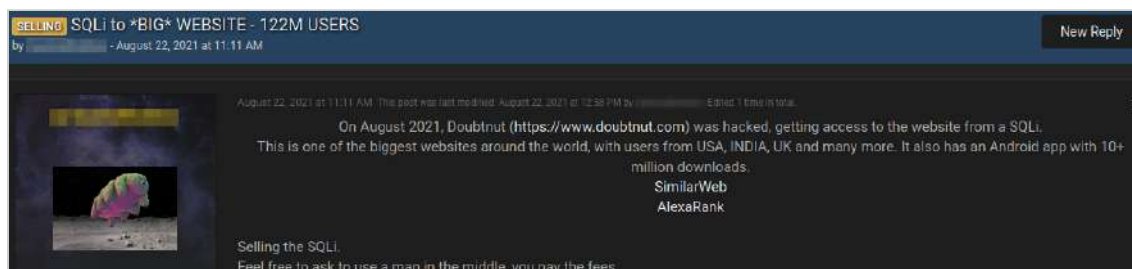 SELLING SQLi to *BIG* WEBSITE - 122M USERS
by - August 22, 2021 at 11:11 AM
New Reply
August 22, 2021 at 11:11 AM This post was last modified: August 22, 2021 at 12:58 PM by Edited 1 time in total.
On August 2021, Doubtnut (https://www.doubtnut.com) was hacked, getting access to the website from a SQLi.
This is one of the biggest websites around the world, with users from USA, INDIA, UK and many more. It also has an Android app with 10+
million downloads.
SimilarWeb
AlexaRank
Selling the SQLi.
Feel free to ask to use a man in the middle, you pay the fees